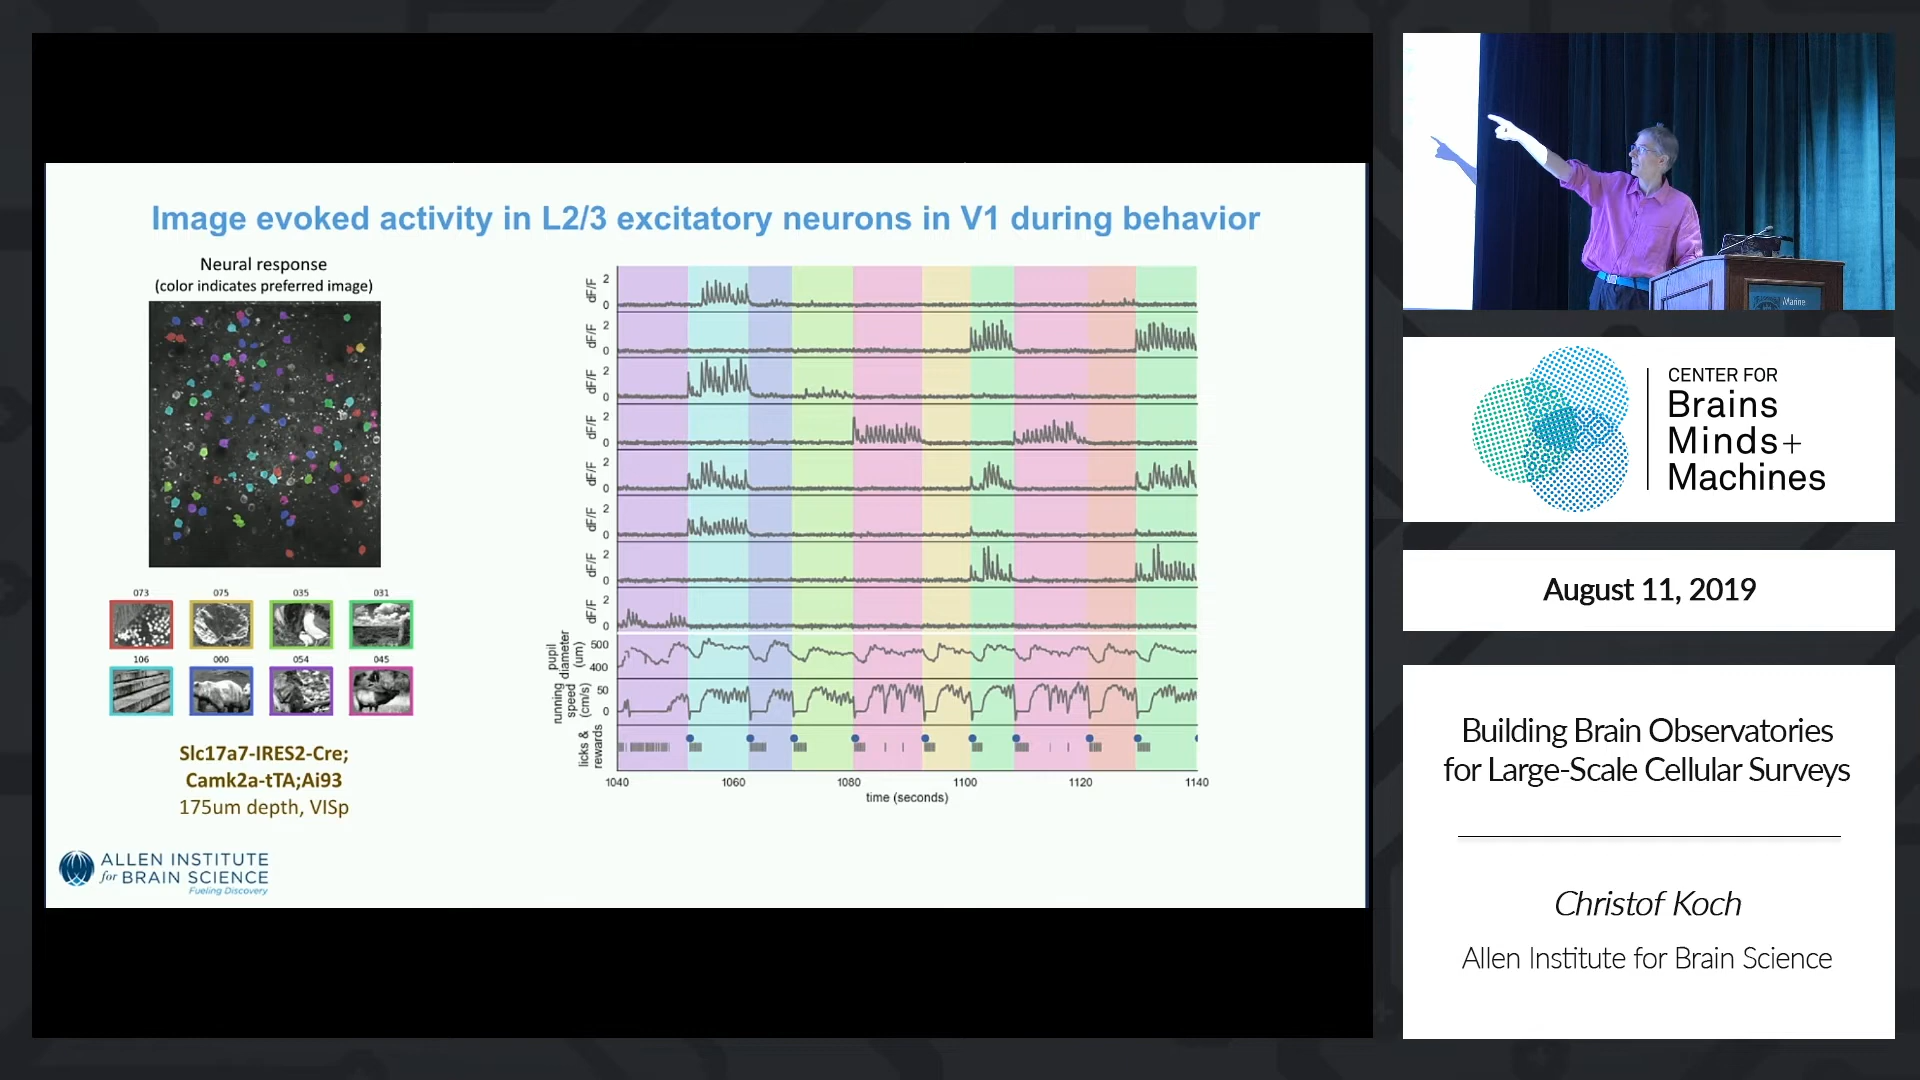 Image evoked activity in L2/3 excitatory neurons in V1 during behavior
Neural response
(color indicates preferred image)
073 075 035 031
106 000 054 045
Slc17a7-IRES2-Cre;
Camk2a-tTA;Ai93
175um depth, VISp
ALLEN INSTITUTE
for BRAIN SCIENCE
Fueling Discovery
dF/F 2 0
dF/F 2 0
dF/F 2 0
dF/F 2 0
dF/F 2 0
dF/F 2 0
dF/F 2 0
dF/F 2 0
pupil
diameter
(um)
500
400
running
speed
(cm/s)
50
0
licks &
rewards
1040 1060 1080 1100 1120 1140
time (seconds)
Marine
CENTER FOR
Brains
Minds+
Machines
August 11, 2019
Building Brain Observatories
for Large-Scale Cellular Surveys
Christof Koch
Allen Institute for Brain Science